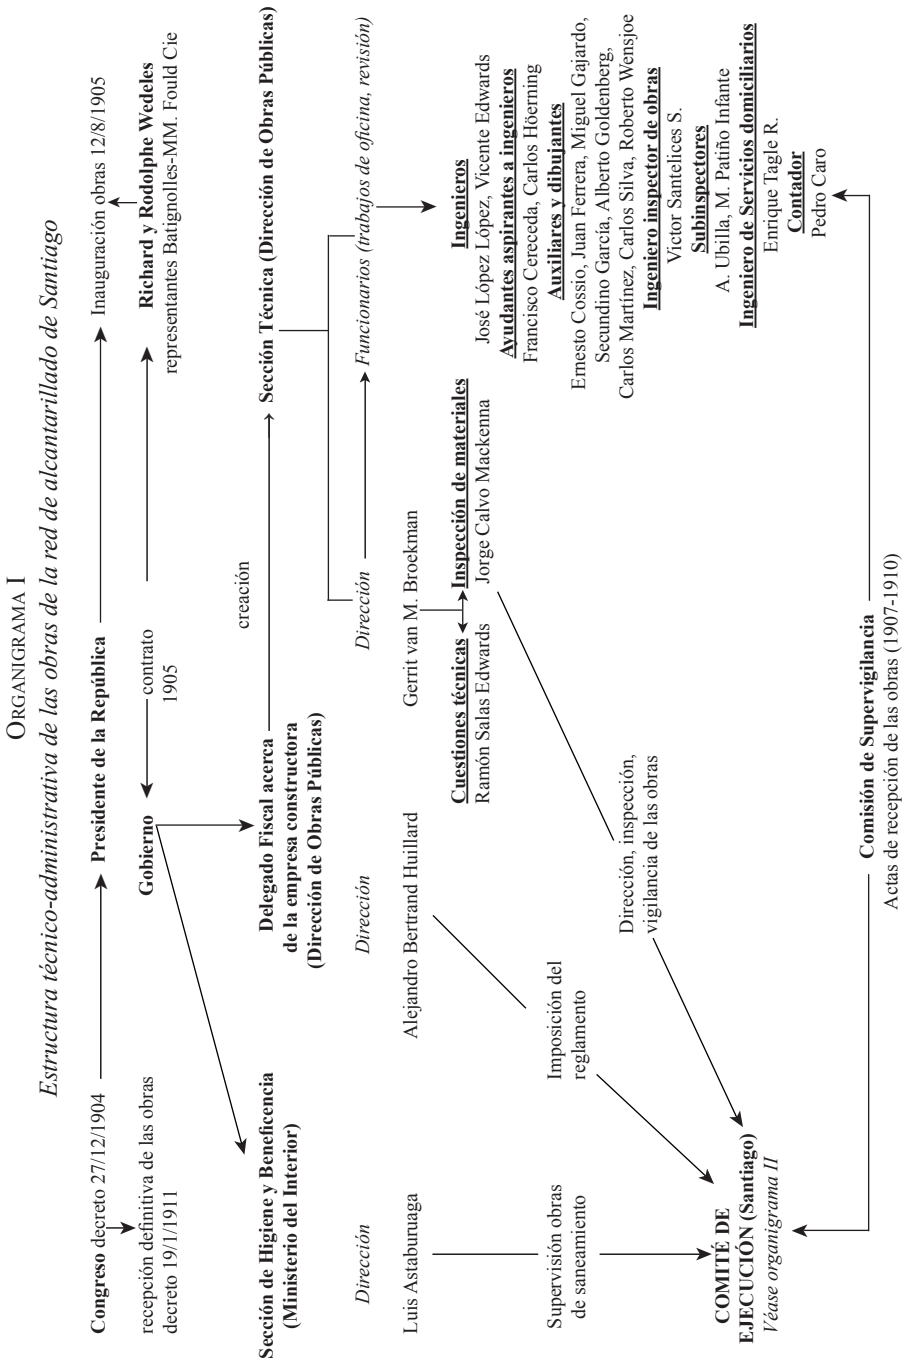 ORGANIGRAMA I
Estructura técnico-administrativa de las obras de la red de alcantarillado de Santiago
Congreso decreto 27/12/1904
Presidente de la República
Inauguración obras 12/8/1905
recepción definitiva de las obras
decreto 19/1/1911
Gobierno
contrato
1905
Richard y Rodolphe Wedeles
representantes Batignolles-MM. Fould Cie
Sección de Higiene y Beneficencia
(Ministerio del Interior)
Delegado Fiscal acerca
de la empresa constructora
(Dirección de Obras Públicas)
creación
Sección Técnica (Dirección de Obras Públicas)
Dirección
Dirección
Dirección
Funcionarios (trabajos de oficina, revisión)
Luis Astaburuaga
Alejandro Bertrand Huillard
Gerrit van M. Broekman
Cuestiones técnicas
Ramón Salas Edwards
Inspección de materiales
Jorge Calvo Mackenna
Ingenieros
José López López, Vicente Edwards
Ayudantes aspirantes a ingenieros
Francisco Cereceda, Carlos Höerning
Auxiliares y dibujantes
Ernesto Cossio, Juan Ferrera, Miguel Gajardo,
Secundino García, Alberto Goldenberg,
Carlos Martínez, Carlos Silva, Roberto Wensjoe
Ingeniero inspector de obras
Victor Santelices S.
Subinspectores
A. Ubilla, M. Patiño Infante
Ingeniero de Servicios domiciliarios
Enrique Tagle R.
Contador
Pedro Caro
Supervisión obras
de saneamiento
Imposición del
reglamento
Dirección, inspección,
vigilancia de las obras
COMITÉ DE
EJECUCIÓN (Santiago)
Véase organigrama II
Comisión de Supervigilancia
Actas de recepción de las obras (1907-1910)